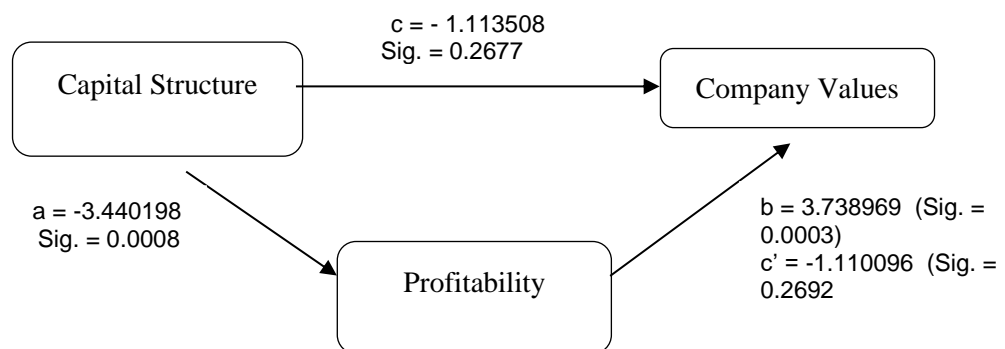 c = - 1.113508
Sig. = 0.2677
Capital Structure
Company Values
a = -3.440198
Sig. = 0.0008
b = 3.738969 (Sig. =
0.0003)
c' = -1.110096 (Sig. =
0.2692
Profitability